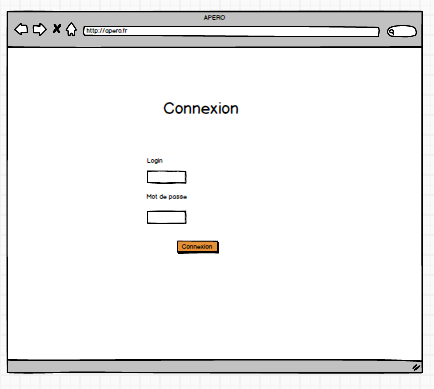 APERO
http://apero.fr
Connexion
Login
Mot de passe
Connexion